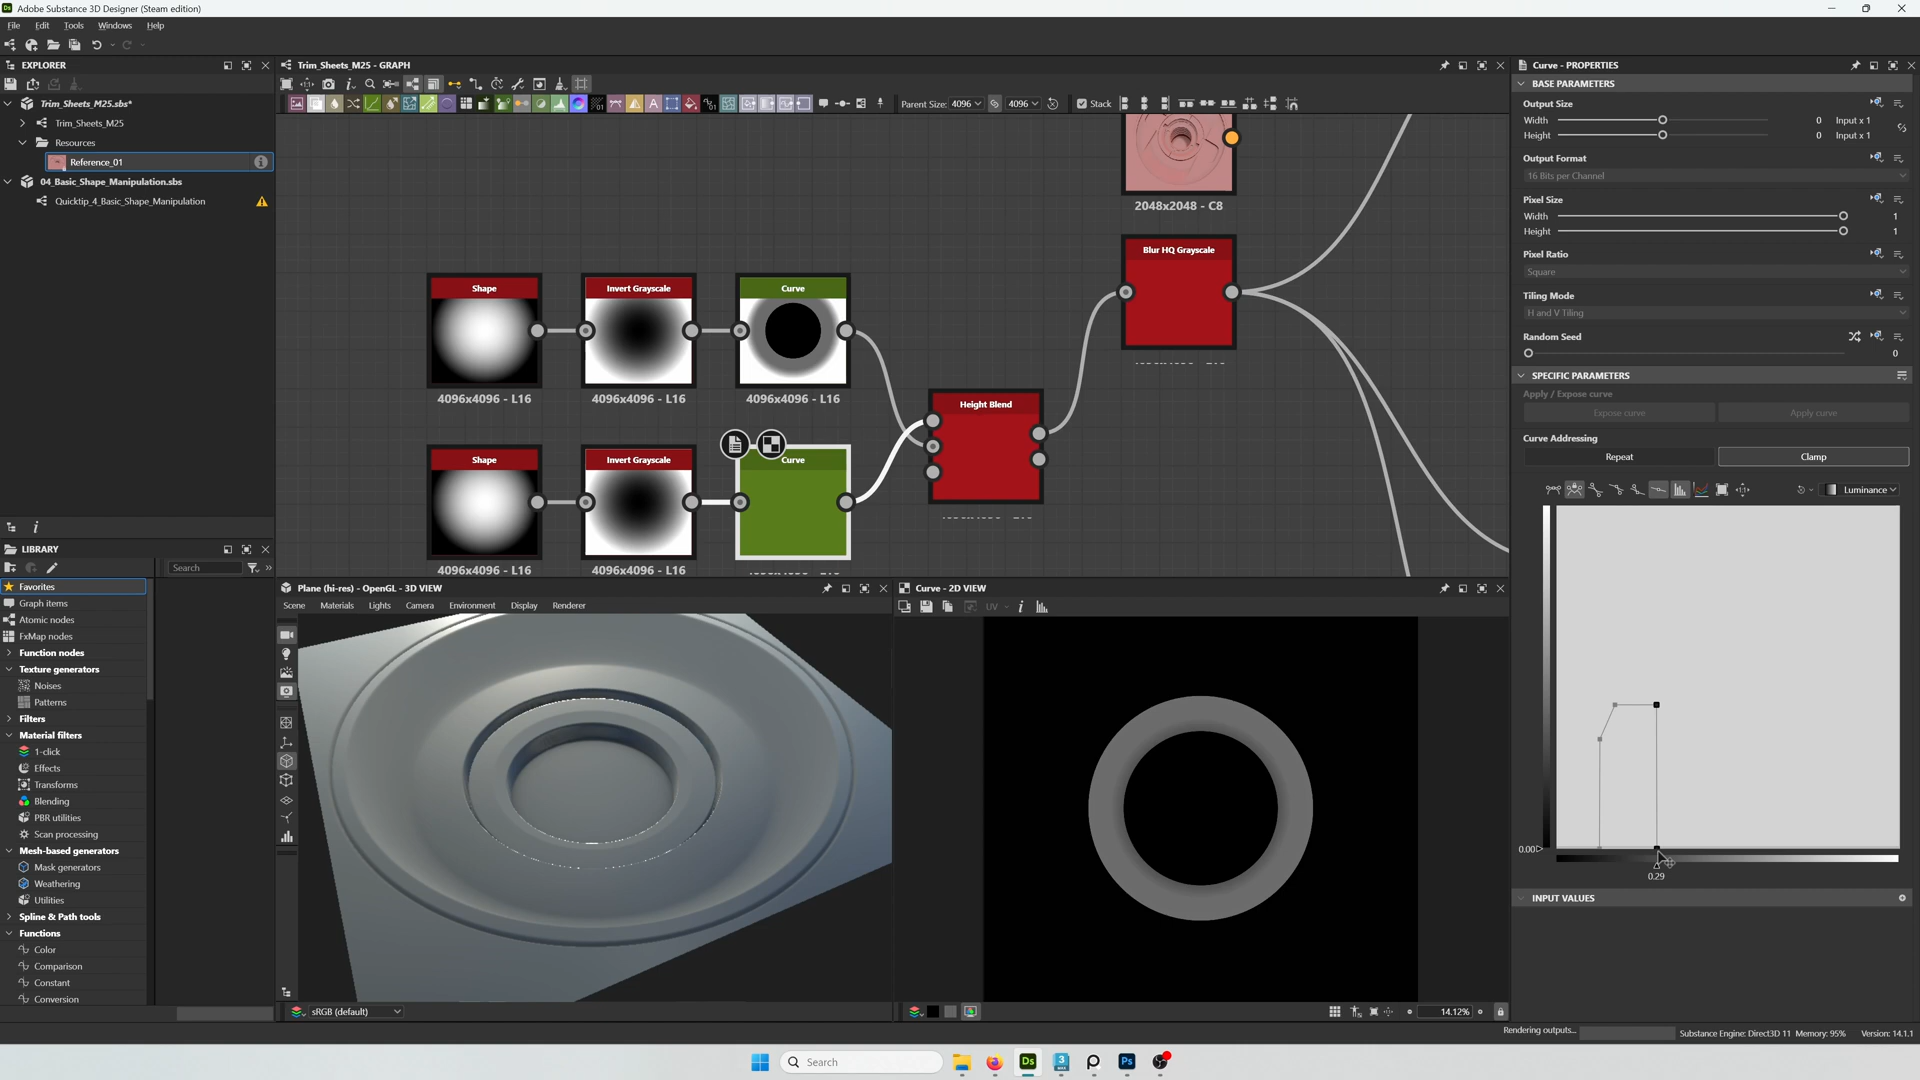 Adobe Substance 3D Designer (Steam edition)
File Edit Tools Windows Help
EXPLORER
Trim_Sheets_M25.sbs*
Trim_Sheets_M25
Resources
Reference_01
04_Basic_Shape_Manipulation.sbs
Quicktip_4_Basic_Shape_Manipulation
LIBRARY
Search
Favorites
Graph items
Atomic nodes
FxMap nodes
Function nodes
Texture generators
Noises
Patterns
Filters
Material filters
1-click
Effects
Transforms
Blending
PBR utilities
Scan processing
Mesh-based generators
Mask generators
Weathering
Utilities
Spline & Path tools
Functions
Color
Comparison
Constant
Conversion
Trim_Sheets_M25 - GRAPH
Parent Size: 4096 4096 Stack
2048x2048 - C8
Blur HQ Grayscale
Shape Invert Grayscale Curve
4096x4096 - L16 4096x4096 - L16 4096x4096 - L16
Height Blend
Shape Invert Grayscale Curve
4096x4096 - L16 4096x4096 - L16
Plane (hi-res) - OpenGL - 3D VIEW
Scene Materials Lights Camera Environment Display Renderer
sRGB (default)
Curve - 2D VIEW
UV
14.12%
Curve - PROPERTIES
BASE PARAMETERS
Output Size
Width 0 Input x 1
Height 0 Input x 1
Output Format
16 Bits per Channel
Pixel Size
Width 1
Height 1
Pixel Ratio
Square
Tiling Mode
H and V Tiling
Random Seed
0
SPECIFIC PARAMETERS
Apply / Expose curve
Expose curve Apply curve
Curve Addressing
Repeat Clamp
Luminance
0.00
0.29
INPUT VALUES
Rendering outputs... Substance Engine: Direct3D 11 Memory: 95% Version: 14.1.1
Search
Ds
3
MAX
Ps